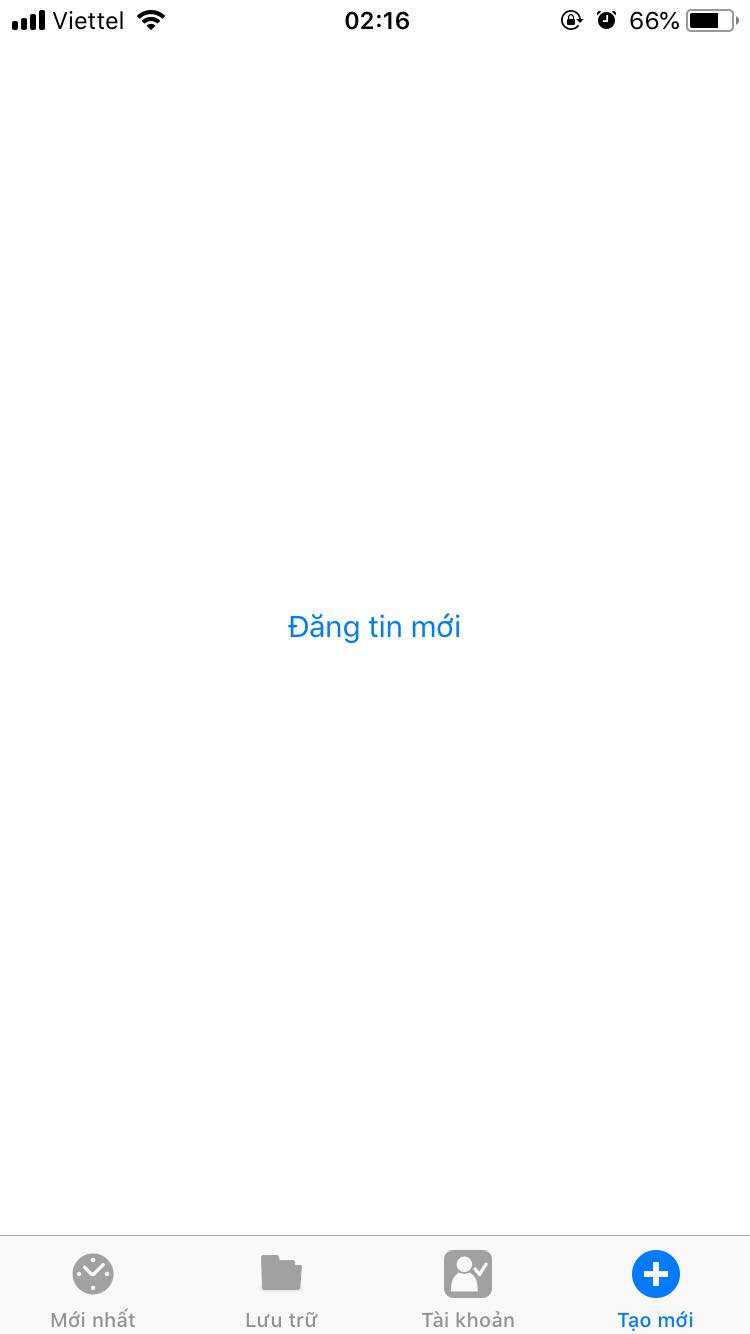 Viettel 02:16 66%
Đăng tin mới
Mới nhất Lưu trữ Tài khoản Tạo mới